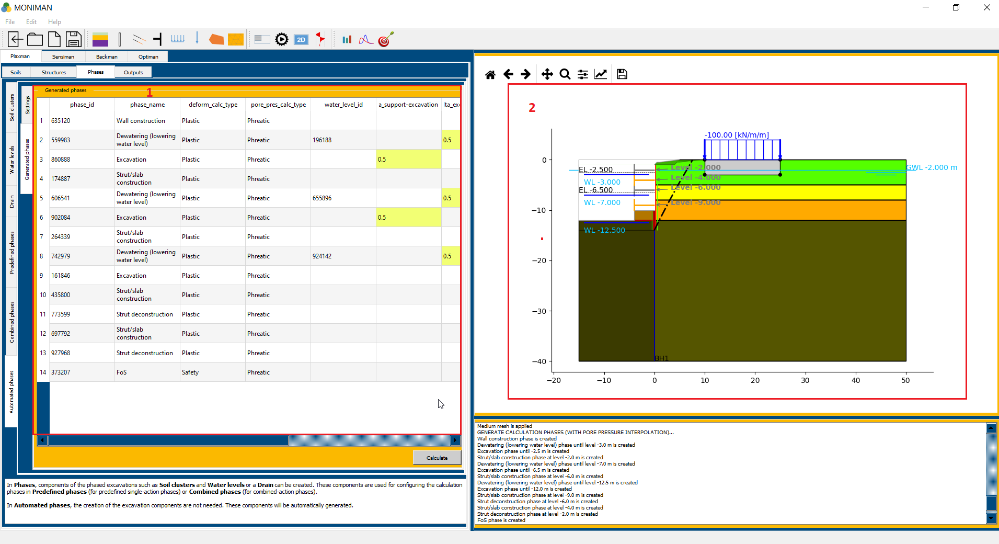 MONIMAN
File Edit Help
2D
Plaxman Sensiman Backman Optiman
Soils Structures Phases Outputs
Soil clusters
Water levels
Drain
Predefined phases
Combined phases
Automated phases
Settings
Generated phases
Generated phases
1
phase_id phase_name deform_calc_type pore_pres_calc_type water_level_id a_support-excavation lta_exc
1 635120 Wall construction Plastic Phreatic
2 559983 Dewatering (lowering water level) Plastic Phreatic 196188 0.5
3 860888 Excavation Plastic Phreatic 0.5
4 174887 Strut/slab construction Plastic Phreatic
5 606541 Dewatering (lowering water level) Plastic Phreatic 655896 0.5
6 902084 Excavation Plastic Phreatic 0.5
7 264339 Strut/slab construction Plastic Phreatic
8 742979 Dewatering (lowering water level) Plastic Phreatic 924142 0.5
9 161846 Excavation Plastic Phreatic
10 435800 Strut/slab construction Plastic Phreatic
11 773599 Strut deconstruction Plastic Phreatic
12 697792 Strut/slab construction Plastic Phreatic
13 927968 Strut deconstruction Plastic Phreatic
14 373207 FoS Safety Phreatic
Calculate
In Phases, components of the phased excavations such as Soil clusters and Water levels or a Drain can be created. These components are used for configuring the calculation
phases in Predefined phases (for predefined single-action phases) or Combined phases (for combined-action phases).
In Automated phases, the creation of the excavation components are not needed. These components will be automatically generated.
2
-100.00 [kN/m/m]
0
−10
−20
−30
−40
EL -2.500
WL -3.000
EL -6.500
WL -7.000
WL -12.500
Level -2.000
Level -4.000
Level -6.000
Level -9.000
GWL -2.000 m
BH1
−20 −10 0 10 20 30 40 50
Medium mesh is applied
GENERATE CALCULATION PHASES (WITH PORE PRESSURE INTERPOLATION)...
Wall construction phase is created
Dewatering (lowering water level) phase until level -3.0 m is created
Excavation phase until -2.5 m is created
Strut/slab construction phase at level -2.0 m is created
Dewatering (lowering water level) phase until level -7.0 m is created
Excavation phase until -6.5 m is created
Strut/slab construction phase at level -6.0 m is created
Dewatering (lowering water level) phase until level -12.5 m is created
Excavation phase until -12.0 m is created
Strut/slab construction phase at level -9.0 m is created
Strut deconstruction phase at level -6.0 m is created
Strut/slab construction phase at level -4.0 m is created
Strut deconstruction phase at level -2.0 m is created
FoS phase is created